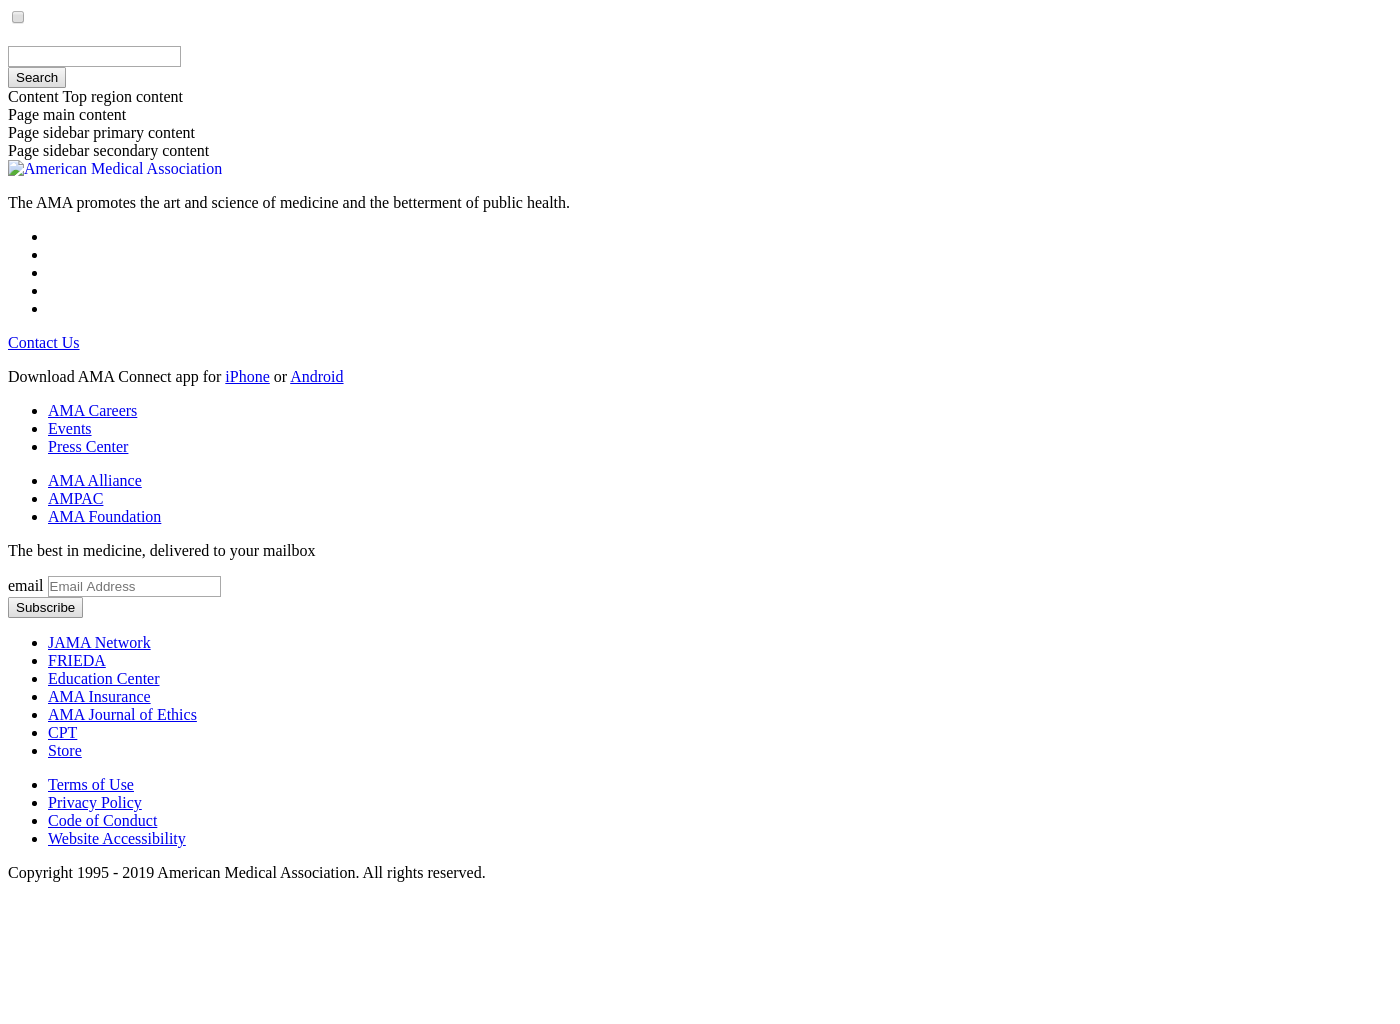 Search
Content Top region content
Page main content
Page sidebar primary content
Page sidebar secondary content
American Medical Association
The AMA promotes the art and science of medicine and the betterment of public health.
Contact Us
Download AMA Connect app for iPhone or Android
AMA Careers
Events
Press Center
AMA Alliance
AMPAC
AMA Foundation
The best in medicine, delivered to your mailbox
email Email Address
Subscribe
JAMA Network
FRIEDA
Education Center
AMA Insurance
AMA Journal of Ethics
CPT
Store
Terms of Use
Privacy Policy
Code of Conduct
Website Accessibility
Copyright 1995 - 2019 American Medical Association. All rights reserved.